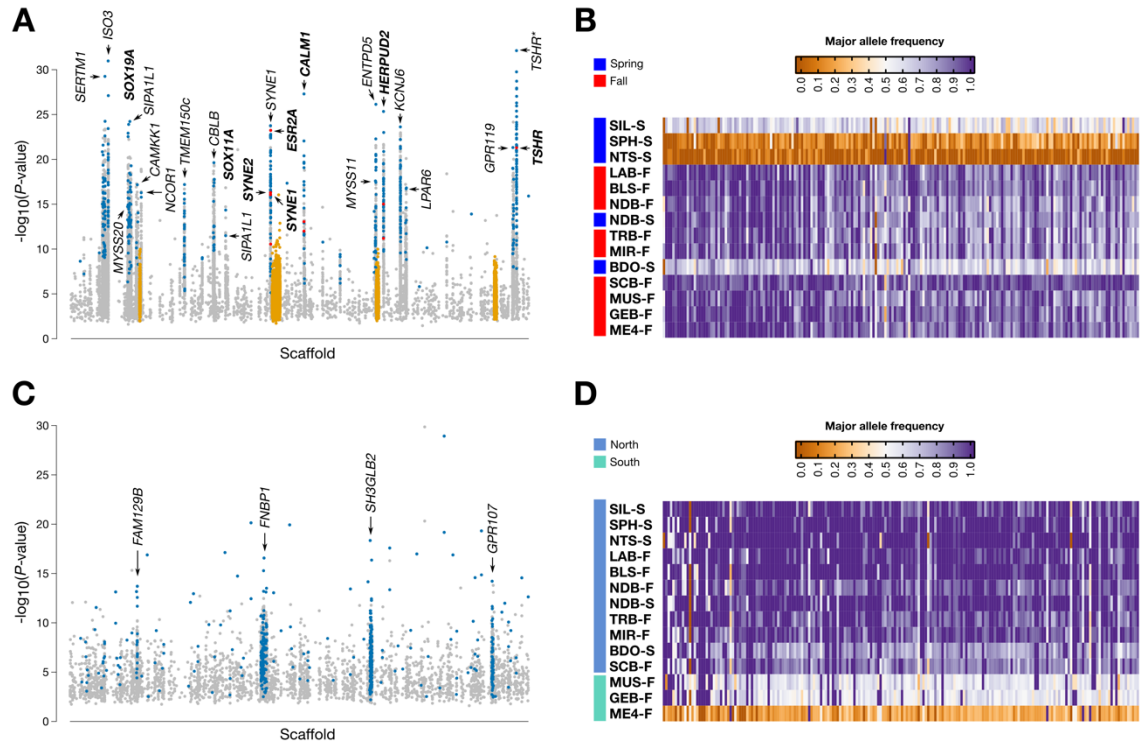 A
-log10(P-value)
30
25
20
15
10
5
0
Scaffold
SERTM1
ISO3
SOX19A
SIPA1L1
CAMKK1
NCOR1
MYSS20
TMEM150c
CBLB
SOX11A
SIPA1L1
SYNE2
SYNE1
ESR2A
SYNE1
CALM1
MYSS11
ENTPD5
HERPUD2
KCNJ6
LPAR6
GPR119
TSHR*
TSHR
B
Major allele frequency
0.0
0.1
0.2
0.3
0.4
0.5
0.6
0.7
0.8
0.9
1.0
Spring
Fall
SIL-S
SPH-S
NTS-S
LAB-F
BLS-F
NDB-F
NDB-S
TRB-F
MIR-F
BDO-S
SCB-F
MUS-F
GEB-F
ME4-F
C
-log10(P-value)
30
25
20
15
10
5
0
Scaffold
FAM129B
FNBP1
SH3GLB2
GPR107
D
Major allele frequency
0.0
0.1
0.2
0.3
0.4
0.5
0.6
0.7
0.8
0.9
1.0
North
South
SIL-S
SPH-S
NTS-S
LAB-F
BLS-F
NDB-F
NDB-S
TRB-F
MIR-F
BDO-S
SCB-F
MUS-F
GEB-F
ME4-F